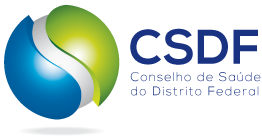 CSDF
Conselho de Saúde
do Distrito Federal